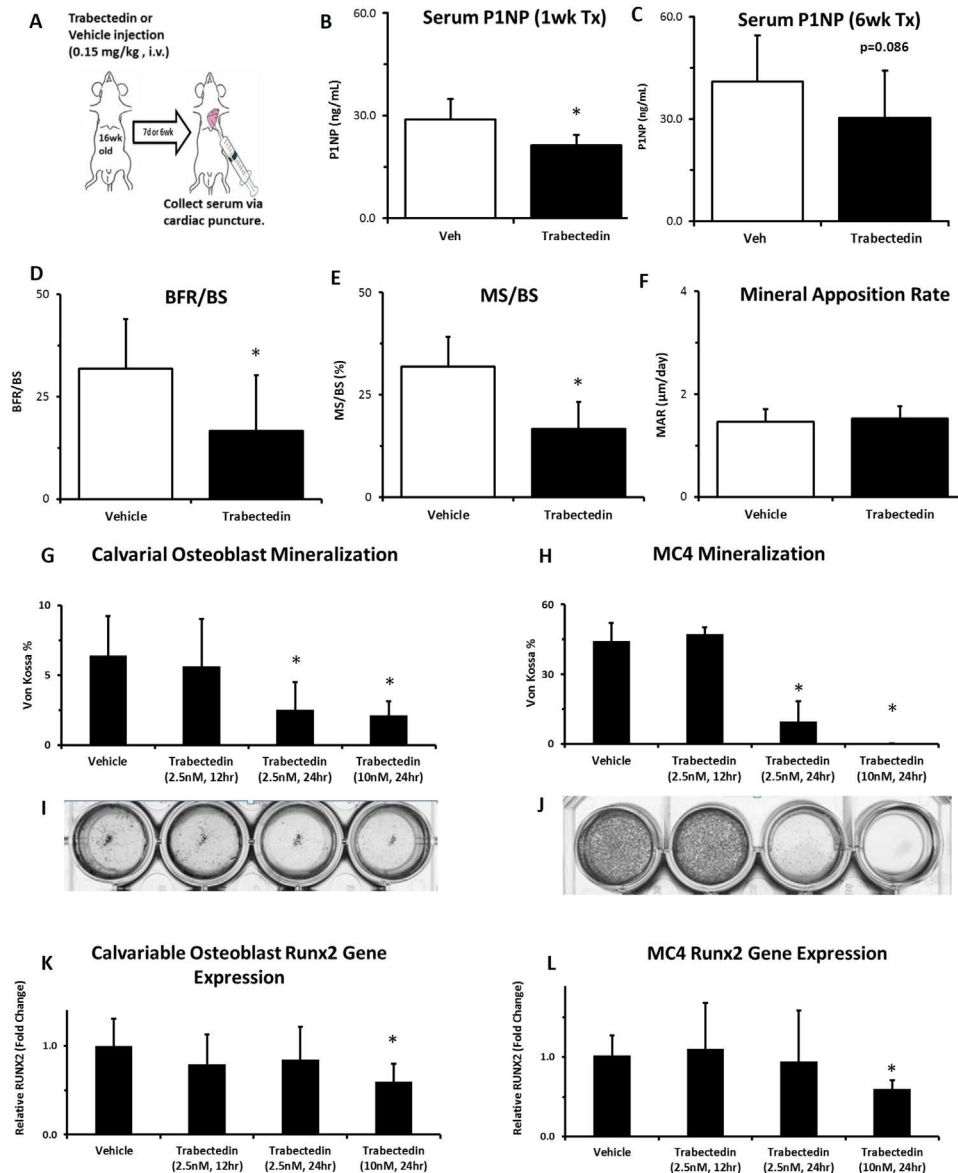 A
Trabectedin or
Vehicle injection
(0.15 mg/kg , i.v.)
16wk
old
7d or 6wk
Collect serum via
cardiac puncture.
B
Serum P1NP (1wk Tx)
P1NP (ng/mL)
60.0
30.0
0.0
*
Veh
Trabectedin
C
Serum P1NP (6wk Tx)
p=0.086
P1NP (ng/mL)
60.0
30.0
0.0
Veh
Trabectedin
D
BFR/BS
BFR/BS
50
25
0
*
Vehicle
Trabectedin
E
MS/BS
MS/BS (%)
50
25
0
*
Vehicle
Trabectedin
F
Mineral Apposition Rate
MAR (µm/day)
4
2
0
Vehicle
Trabectedin
G
Calvarial Osteoblast Mineralization
Von Kossa %
10
5
0
*
*
Vehicle
Trabectedin
(2.5nM, 12hr)
Trabectedin
(2.5nM, 24hr)
Trabectedin
(10nM, 24hr)
H
MC4 Mineralization
Von Kossa %
60
30
0
*
*
Vehicle
Trabectedin
(2.5nM, 12hr)
Trabectedin
(2.5nM, 24hr)
Trabectedin
(10nM, 24hr)
I
J
K
Calvariable Osteoblast Runx2 Gene
Expression
Relative RUNX2 (Fold Change)
1.0
0.0
*
Vehicle
Trabectedin
(2.5nM, 12hr)
Trabectedin
(2.5nM, 24hr)
Trabectedin
(10nM, 24hr)
L
MC4 Runx2 Gene Expression
Relative RUNX2 (Fold Change)
1.0
0.0
*
Vehicle
Trabectedin
(2.5nM, 12hr)
Trabectedin
(2.5nM, 24hr)
Trabectedin
(10nM, 24hr)